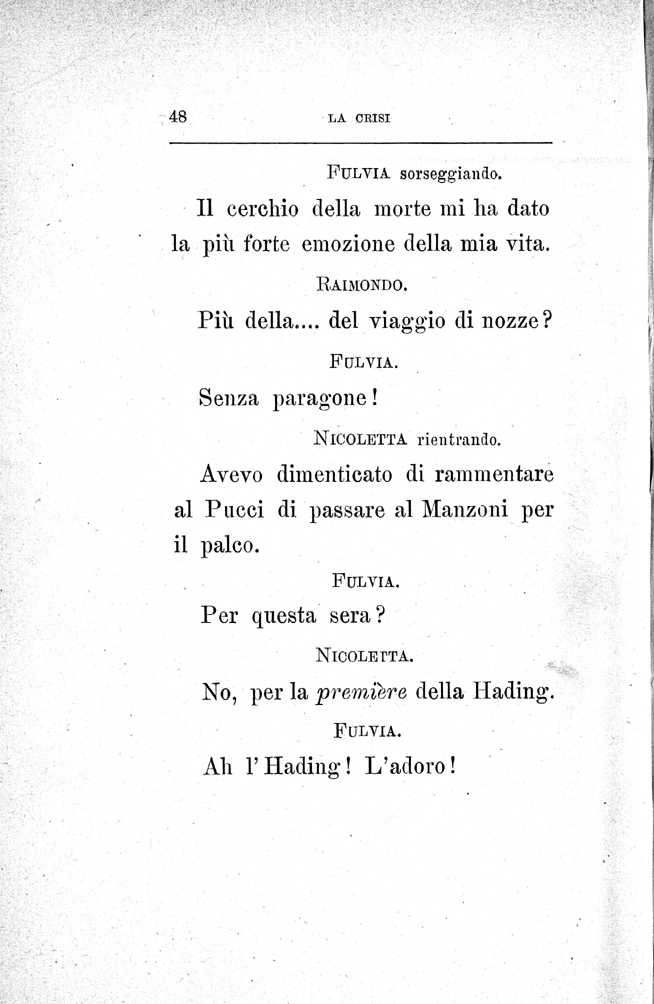 48 LA CRISI
FULVIA sorseggiando.
Il cerchio della morte mi ha dato
la più forte emozione della mia vita.
RAIMONDO.
Più della.... del viaggio di nozze?
FULVIA.
Senza paragone!
NICOLETTA rientrando.
Avevo dimenticato di rammentare
al Pucci di passare al Manzoni per
il palco.
FULVIA.
Per questa sera?
NICOLETTA.
No, per la première della Hading.
FULVIA.
Ah l'Hading! L'adoro!